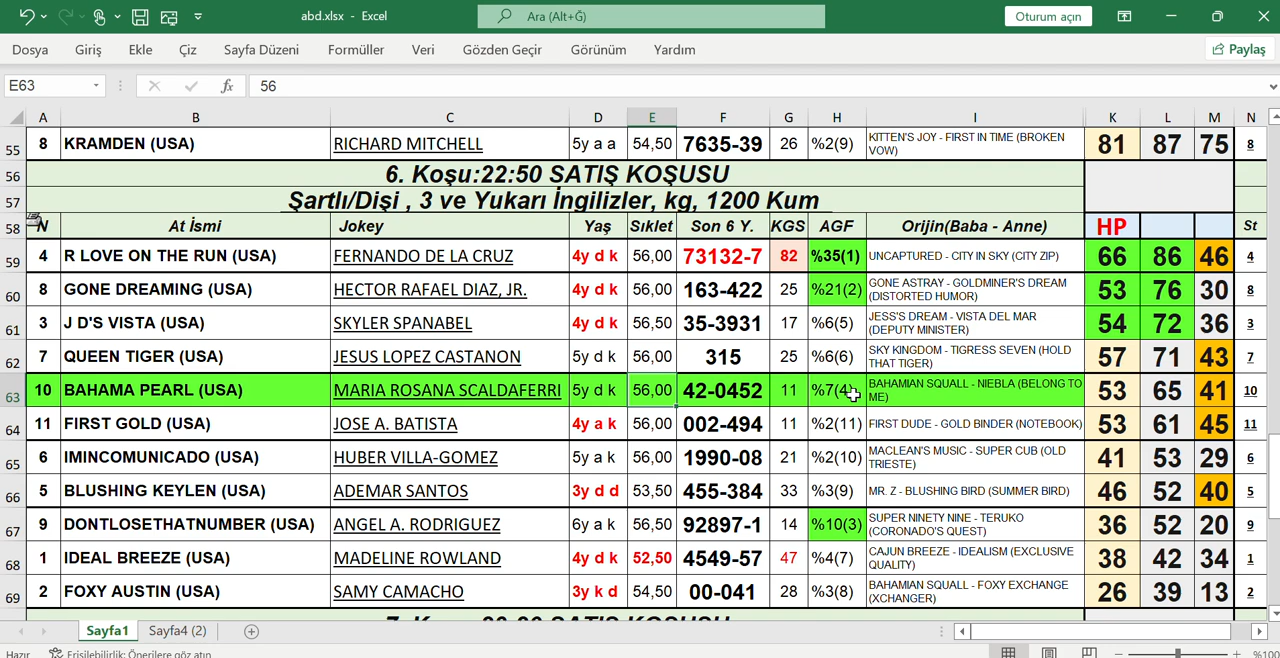 abd.xlsx - Excel
Ara (Alt+Ğ)
Oturum açın
Dosya Giriş Ekle Çiz Sayfa Düzeni Formüller Veri Gözden Geçir Görünüm Yardım Paylaş
E63 fx 56
A B C D E F G H I K L M N
55 8 KRAMDEN (USA) RICHARD MITCHELL 5y a a 54,50 7635-39 26 %2(9) KITTEN'S JOY - FIRST IN TIME (BROKEN VOW) 81 87 75 8
56 6. Koşu:22:50 SATIŞ KOŞUSU
57 Şartlı/Dişi , 3 ve Yukarı İngilizler, kg, 1200 Kum
58 N At İsmi Jokey Yaş Sıklet Son 6 Y. KGS AGF Orijin(Baba - Anne) HP St
59 4 R LOVE ON THE RUN (USA) FERNANDO DE LA CRUZ 4y d k 56,00 73132-7 82 %35(1) UNCAPTURED - CITY IN SKY (CITY ZIP) 66 86 46 4
60 8 GONE DREAMING (USA) HECTOR RAFAEL DIAZ, JR. 4y d k 56,00 163-422 25 %21(2) GONE ASTRAY - GOLDMINER'S DREAM (DISTORTED HUMOR) 53 76 30 8
61 3 J D'S VISTA (USA) SKYLER SPANABEL 4y d k 56,50 35-3931 17 %6(5) JESS'S DREAM - VISTA DEL MAR (DEPUTY MINISTER) 54 72 36 3
62 7 QUEEN TIGER (USA) JESUS LOPEZ CASTANON 5y d k 56,00 315 25 %6(6) SKY KINGDOM - TIGRESS SEVEN (HOLD THAT TIGER) 57 71 43 7
63 10 BAHAMA PEARL (USA) MARIA ROSANA SCALDAFERRI 5y d k 56,00 42-0452 11 %7(4) BAHAMIAN SQUALL - NIEBLA (BELONG TO ME) 53 65 41 10
64 11 FIRST GOLD (USA) JOSE A. BATISTA 4y a k 56,00 002-494 11 %2(11) FIRST DUDE - GOLD BINDER (NOTEBOOK) 53 61 45 11
65 6 IMINCOMUNICADO (USA) HUBER VILLA-GOMEZ 5y a k 56,00 1990-08 21 %2(10) MACLEAN'S MUSIC - SUPER CUB (OLD TRIESTE) 41 53 29 6
66 5 BLUSHING KEYLEN (USA) ADEMAR SANTOS 3y d d 53,50 455-384 33 %3(9) MR. Z - BLUSHING BIRD (SUMMER BIRD) 46 52 40 5
67 9 DONTLOSETHATNUMBER (USA) ANGEL A. RODRIGUEZ 6y a k 56,50 92897-1 14 %10(3) SUPER NINETY NINE - TERUKO (CORONADO'S QUEST) 36 52 20 9
68 1 IDEAL BREEZE (USA) MADELINE ROWLAND 4y d k 52,50 4549-57 47 %4(7) CAJUN BREEZE - IDEALISM (EXCLUSIVE QUALITY) 38 42 34 1
69 2 FOXY AUSTIN (USA) SAMY CAMACHO 3y k d 54,50 00-041 28 %3(8) BAHAMIAN SQUALL - FOXY EXCHANGE (XCHANGER) 26 39 13 2
Sayfa1 Sayfa4 (2)
Hazır Erişilebilirlik: Önerilere göz atın %100